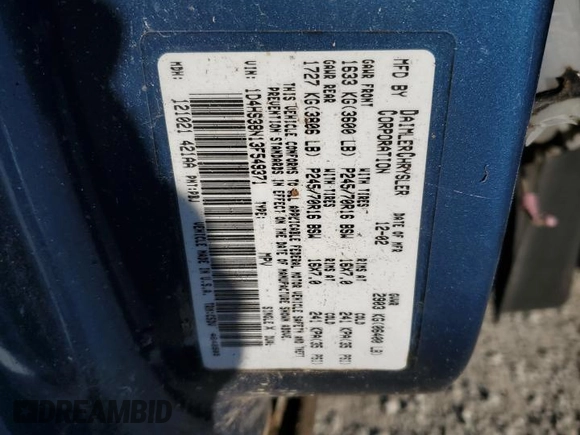 MFD BY DAIMLERCHRYSLER CORPORATION
DATE OF MFR 12-02
GVWR 2903 KG(06400 LB)
GAWR FRONT 1633 KG(3600 LB)
WITH TIRES P245/70R16 BSW
RIMS AT 16X7.0
COLD 241 KPA(35 PSI)
GAWR REAR 1727 KG(3806 LB)
WITH TIRES P245/70R16 BSW
RIMS AT 16X7.0
COLD 241 KPA(35 PSI)
THIS VEHICLE CONFORMS TO ALL APPLICABLE FEDERAL MOTOR VEHICLE SAFETY AND THEFT
PREVENTION STANDARDS IN EFFECT ON THE DATE OF MANUFACTURE SHOWN ABOVE.
VIN: TYPE: MPV SINGLE X DUAL
MDH: 121021 421AA PNT:PBJ
VEHICLE MADE IN U.S.A.
DREAMBID